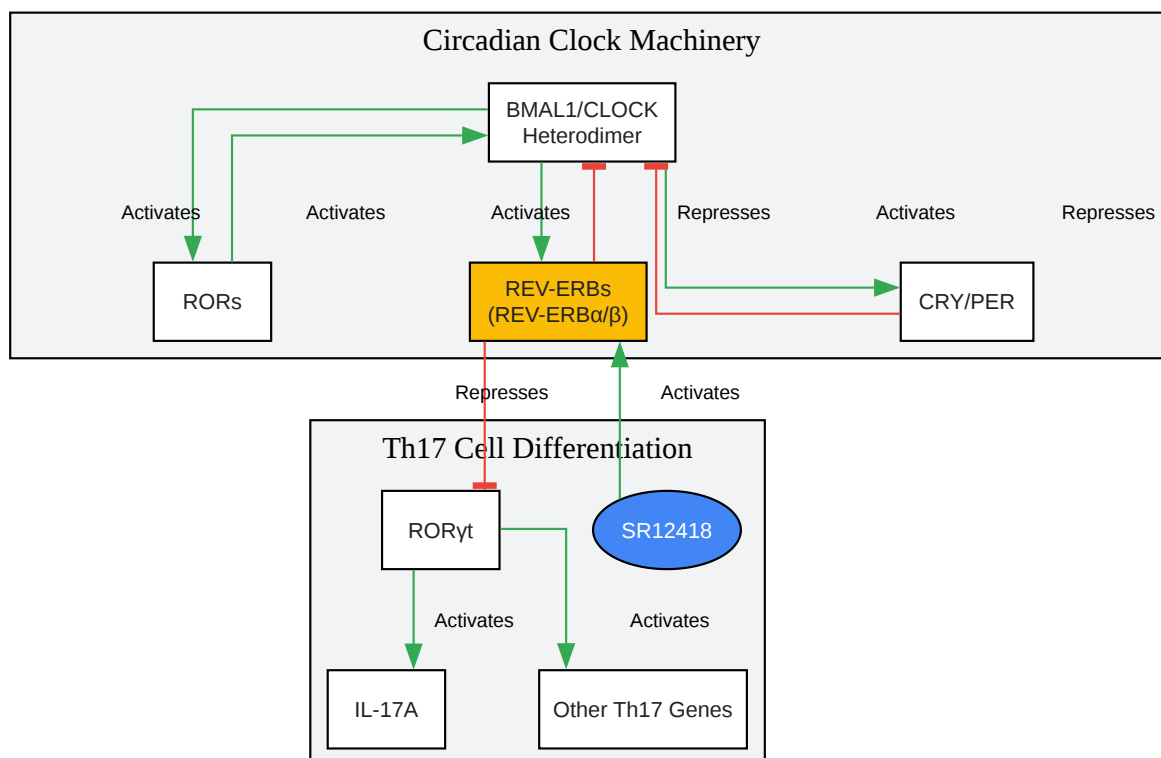 Circadian Clock Machinery
BMAL1/CLOCK
Heterodimer
Activates
Activates
Activates
Represses
Activates
Represses
RORs
REV-ERBs
(REV-ERBα/β)
CRY/PER
Represses
Activates
Th17 Cell Differentiation
RORγt
SR12418
Activates
Activates
IL-17A
Other Th17 Genes